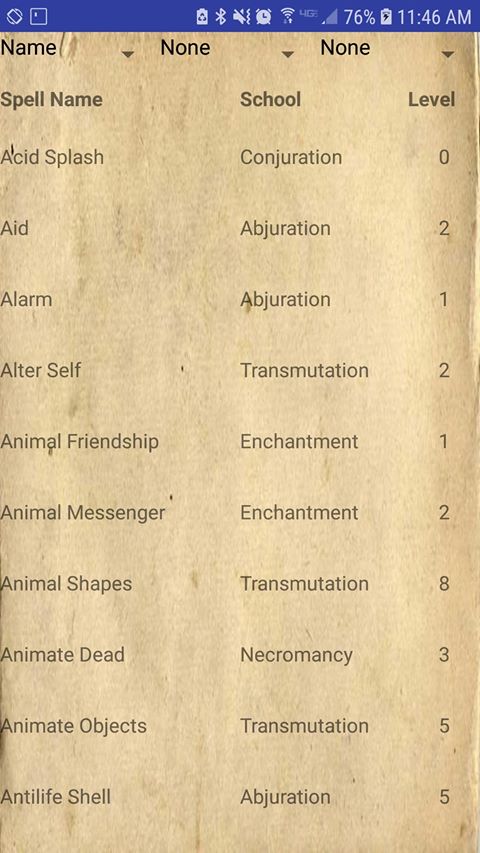 76% 11:46 AM
Name None None
Spell Name School Level
Acid Splash Conjuration 0
Aid Abjuration 2
Alarm Abjuration 1
Alter Self Transmutation 2
Animal Friendship Enchantment 1
Animal Messenger Enchantment 2
Animal Shapes Transmutation 8
Animate Dead Necromancy 3
Animate Objects Transmutation 5
Antilife Shell Abjuration 5